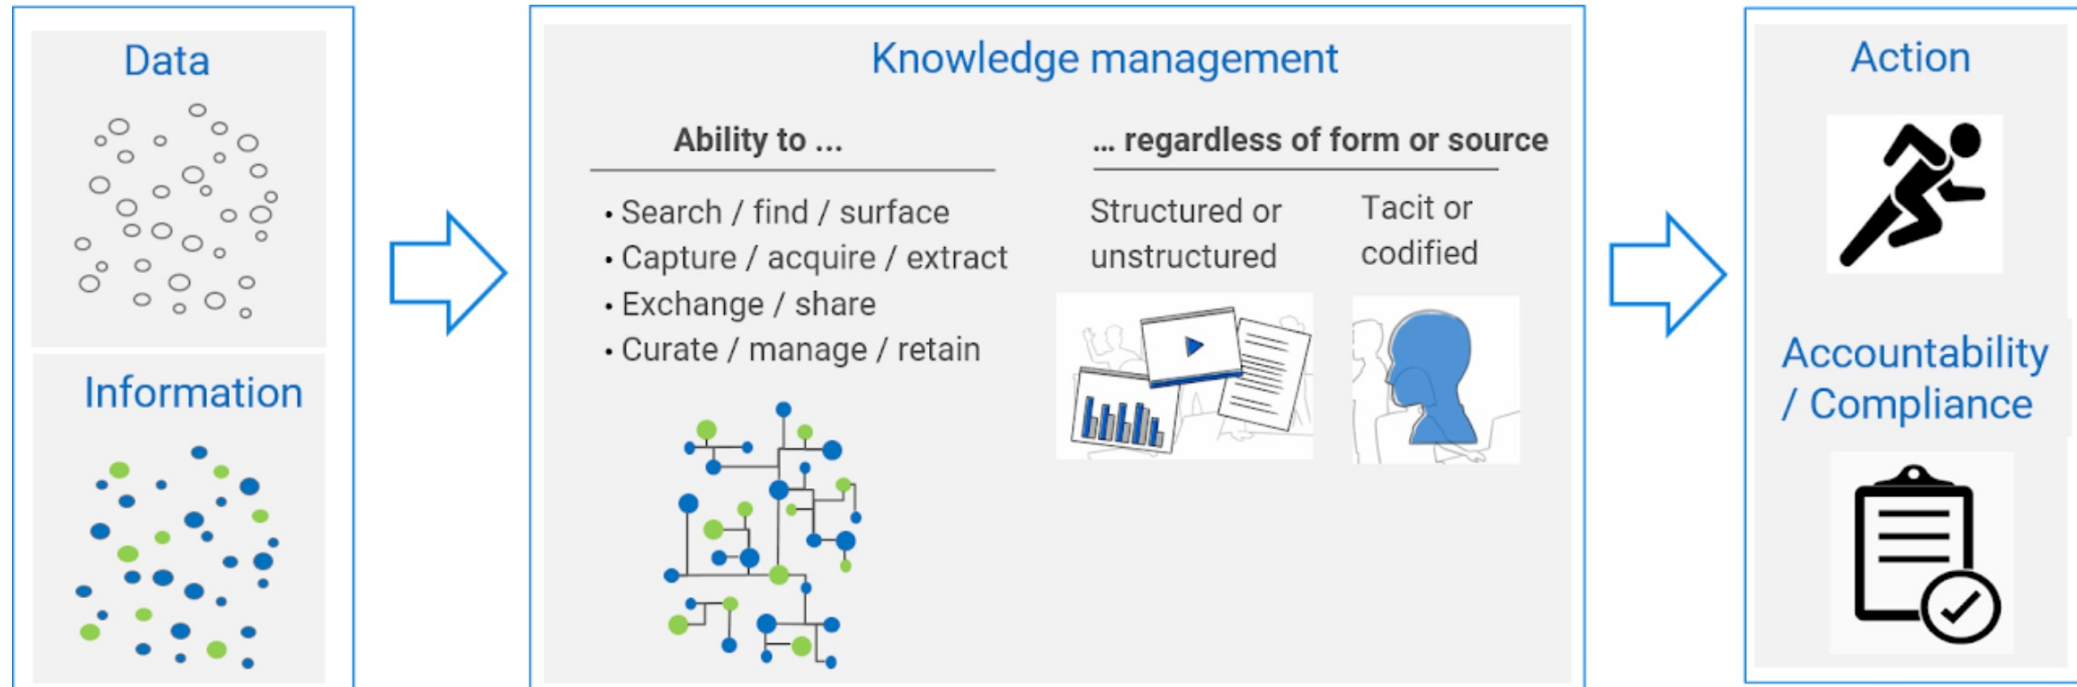 Data
Information
Knowledge management
Ability to ...
• Search / find / surface
• Capture / acquire / extract
• Exchange / share
• Curate / manage / retain
... regardless of form or source
Structured or
unstructured
Tacit or
codified
Action
Accountability
/ Compliance